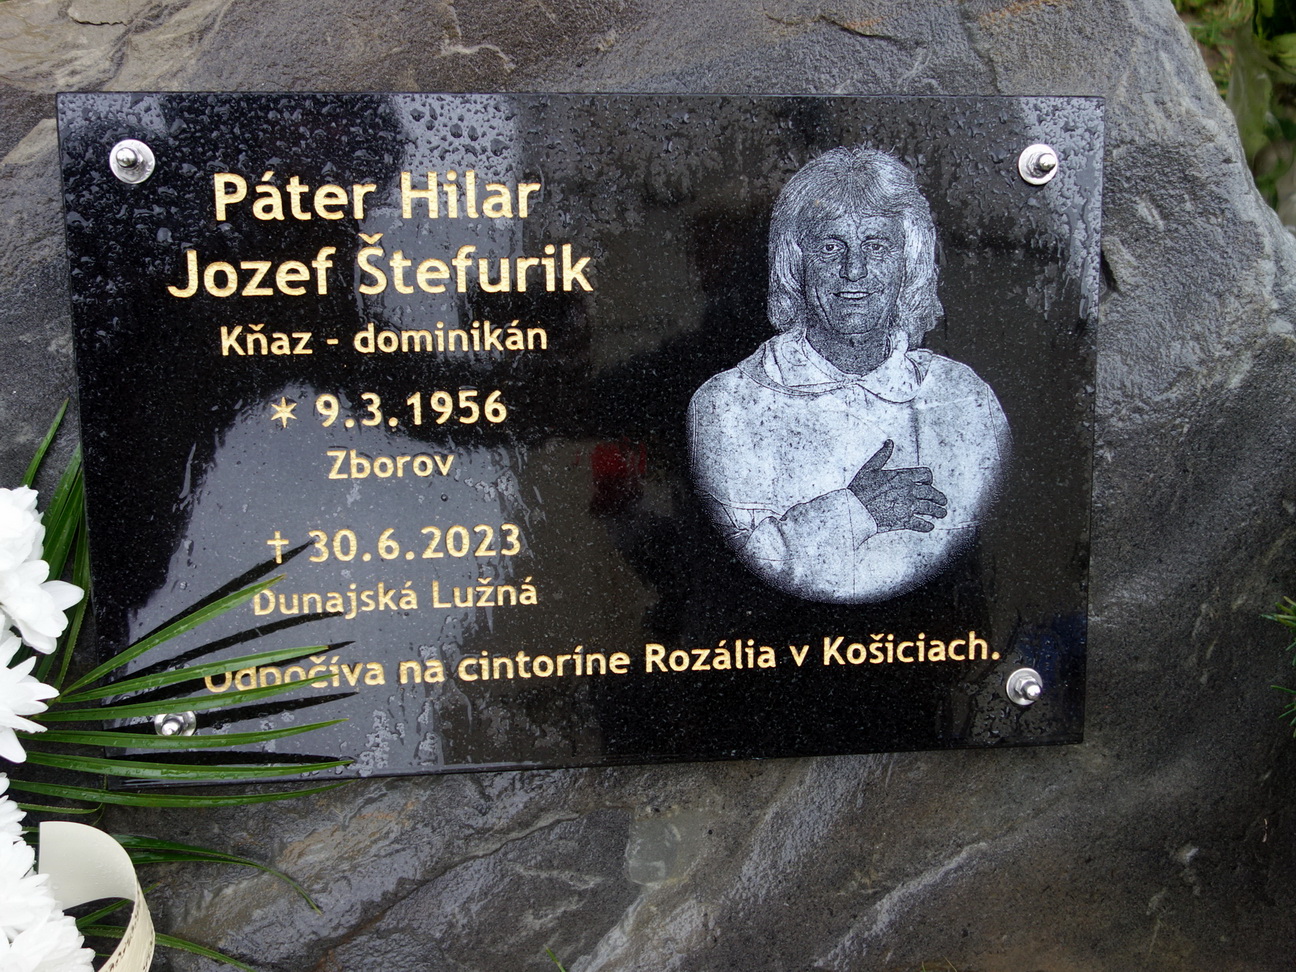 Páter Hilar
Jozef Štefurik
Kňaz - dominikán
✶ 9.3.1956
Zborov
† 30.6.2023
Dunajská Lužná
Odpočíva na cintoríne Rozália v Košiciach.